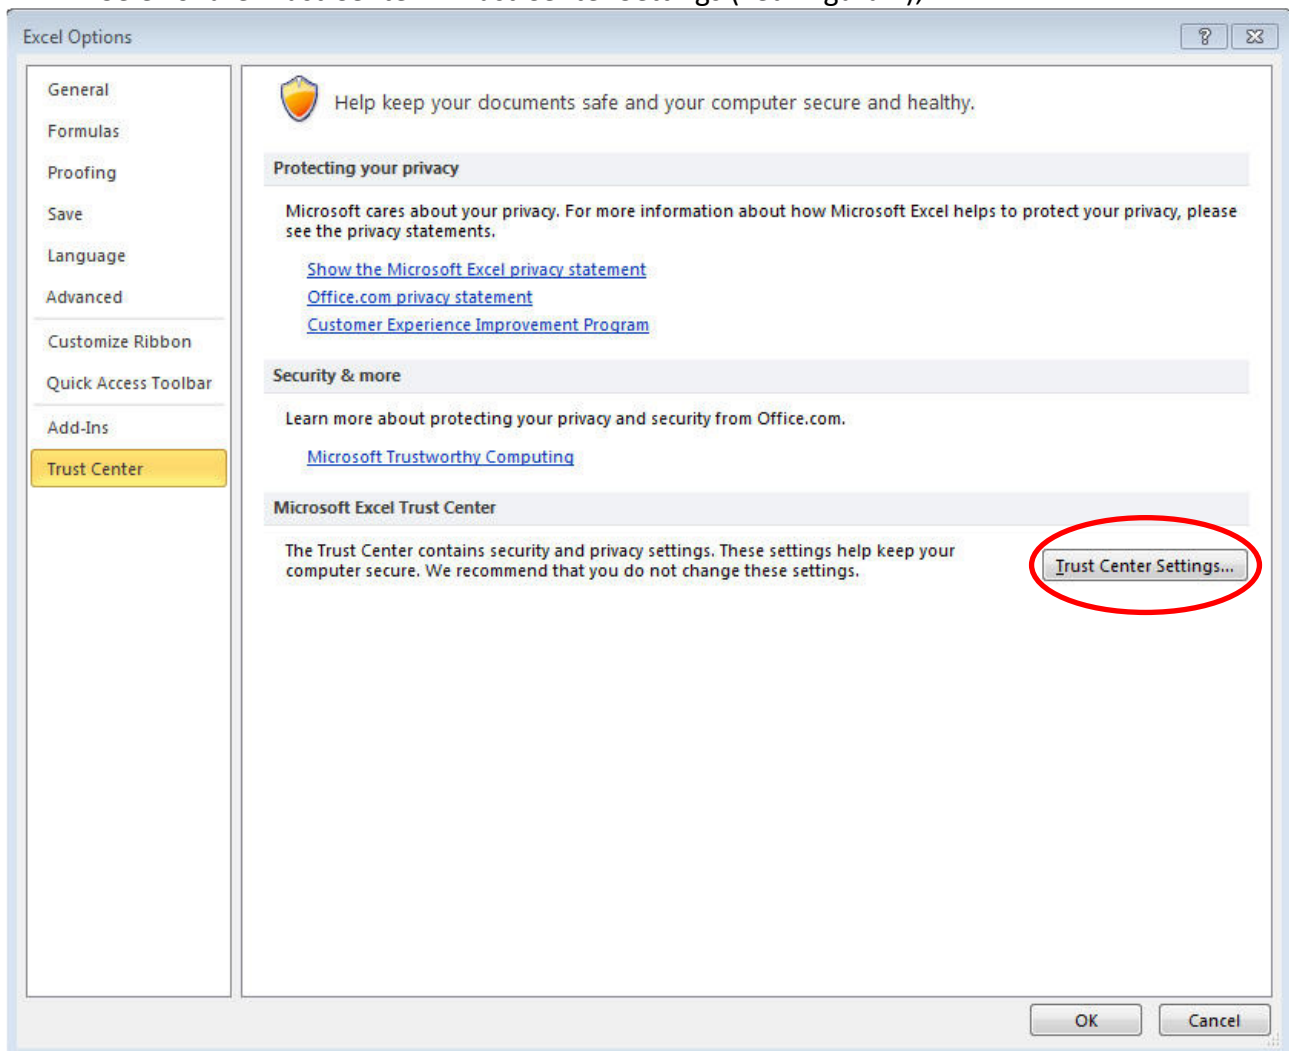 Excel Options
General
Formulas
Proofing
Save
Language
Advanced
Customize Ribbon
Quick Access Toolbar
Add-Ins
Trust Center
Help keep your documents safe and your computer secure and healthy.
Protecting your privacy
Microsoft cares about your privacy. For more information about how Microsoft Excel helps to protect your privacy, please
see the privacy statements.
Show the Microsoft Excel privacy statement
Office.com privacy statement
Customer Experience Improvement Program
Security & more
Learn more about protecting your privacy and security from Office.com.
Microsoft Trustworthy Computing
Microsoft Excel Trust Center
The Trust Center contains security and privacy settings. These settings help keep your
computer secure. We recommend that you do not change these settings.
Trust Center Settings...
OK
Cancel